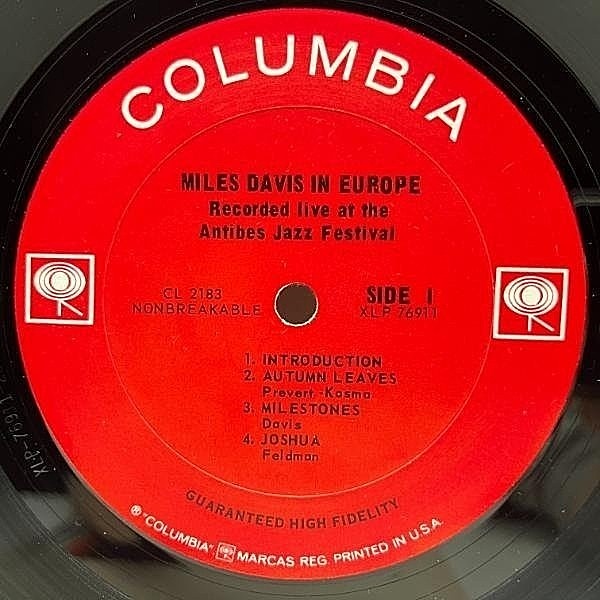 COLUMBIA
MILES DAVIS IN EUROPE
Recorded live at the
Antibes Jazz Festival
CL 2183
NONBREAKABLE
SIDE 1
XLP 76911
1. INTRODUCTION
2. AUTUMN LEAVES
Prevert-Kosma
3. MILESTONES
Davis
4. JOSHUA
Feldman
GUARANTEED HIGH FIDELITY
® "COLUMBIA", MARCAS REG. PRINTED IN U.S.A.